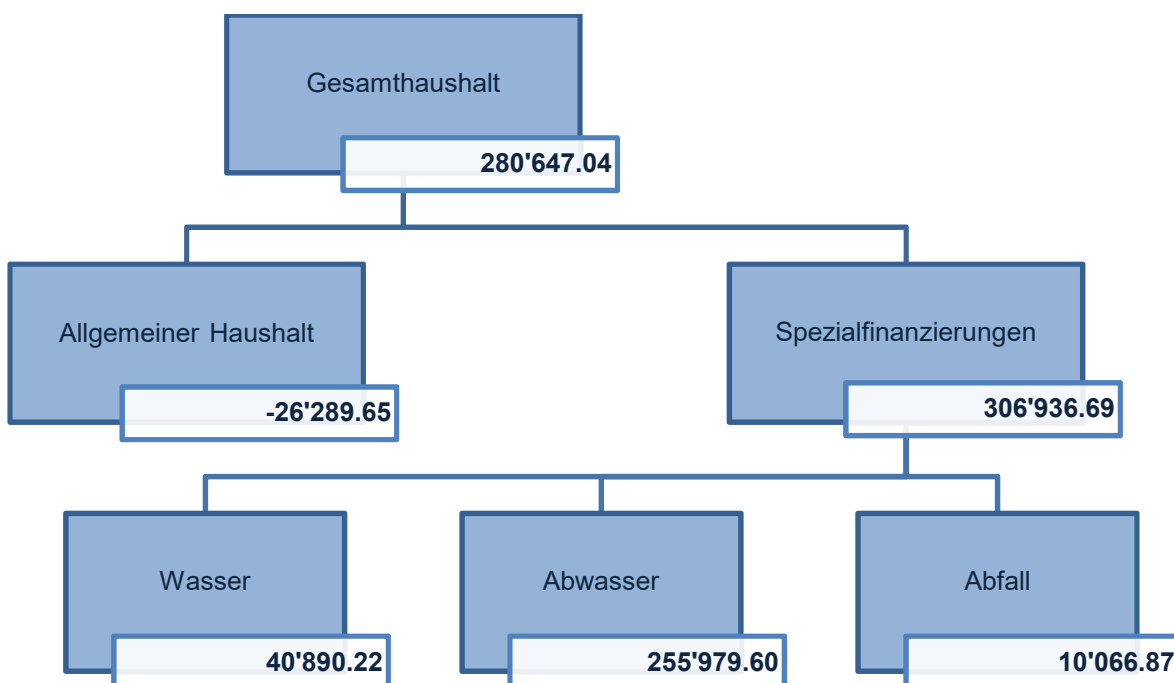 Gesamthaushalt
280'647.04
Allgemeiner Haushalt
-26'289.65
Spezialfinanzierungen
306'936.69
Wasser
40'890.22
Abwasser
255'979.60
Abfall
10'066.87